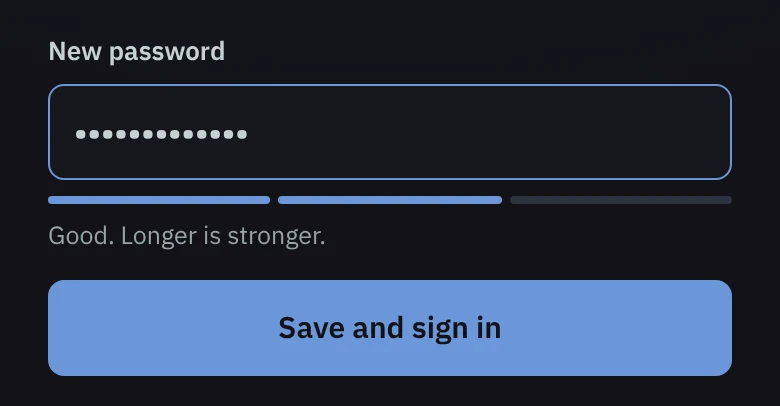 New password
•••••••••••••
Good. Longer is stronger.
Save and sign in